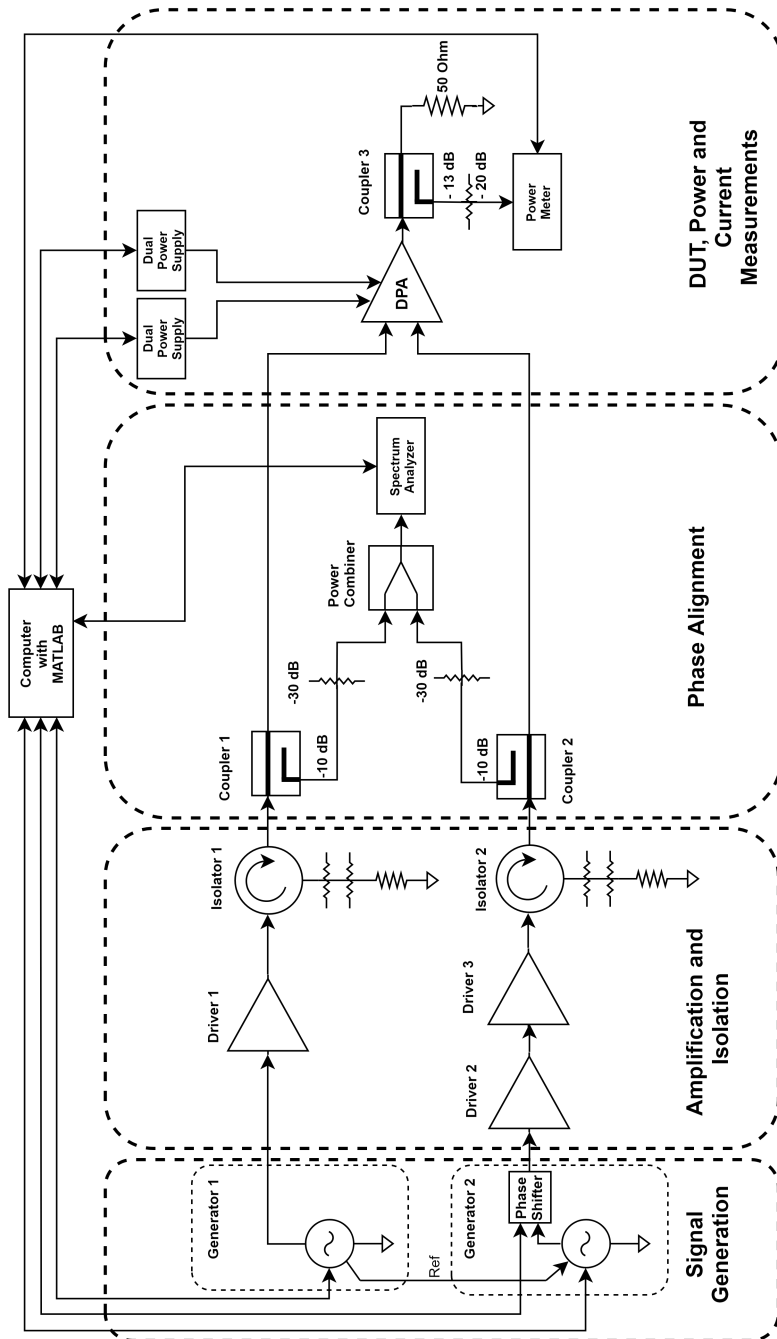 Computer
with
MATLAB
Signal
Generation
Generator 1
Generator 2
Phase
Shifter
Ref
Amplification and
Isolation
Driver 1
Driver 2
Driver 3
Isolator 1
Isolator 2
Phase Alignment
Coupler 1
Coupler 2
-10 dB
-10 dB
-30 dB
-30 dB
Power
Combiner
Spectrum
Analyzer
DUT, Power and
Current
Measurements
Dual
Power
Supply
Dual
Power
Supply
DPA
Coupler 3
50 Ohm
- 13 dB
- 20 dB
Power
Meter